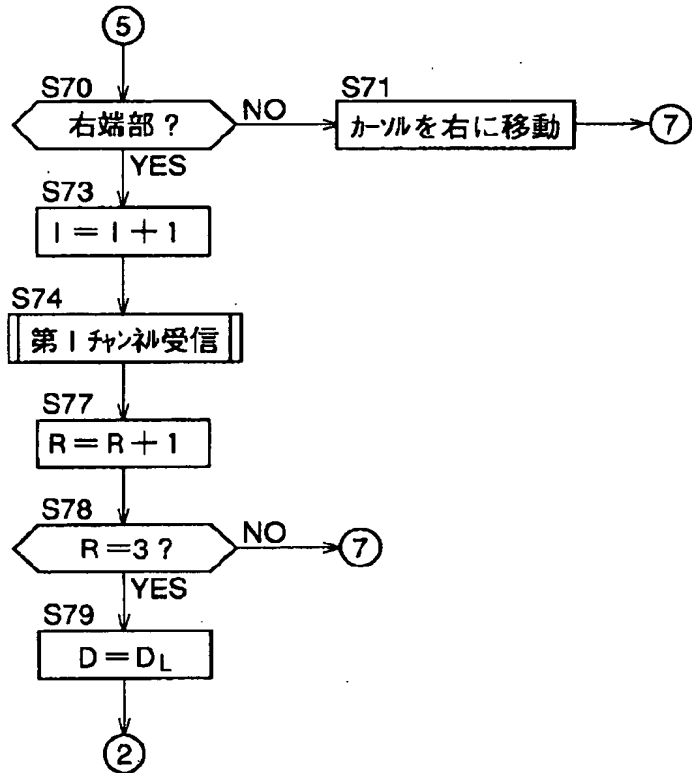 5
S70
右端部？
NO
S71
カーソルを右に移動
7
YES
S73
I＝I＋1
S74
第Iチャンネル受信
S77
R＝R＋1
S78
R＝3？
NO
7
YES
S79
D＝DL
2